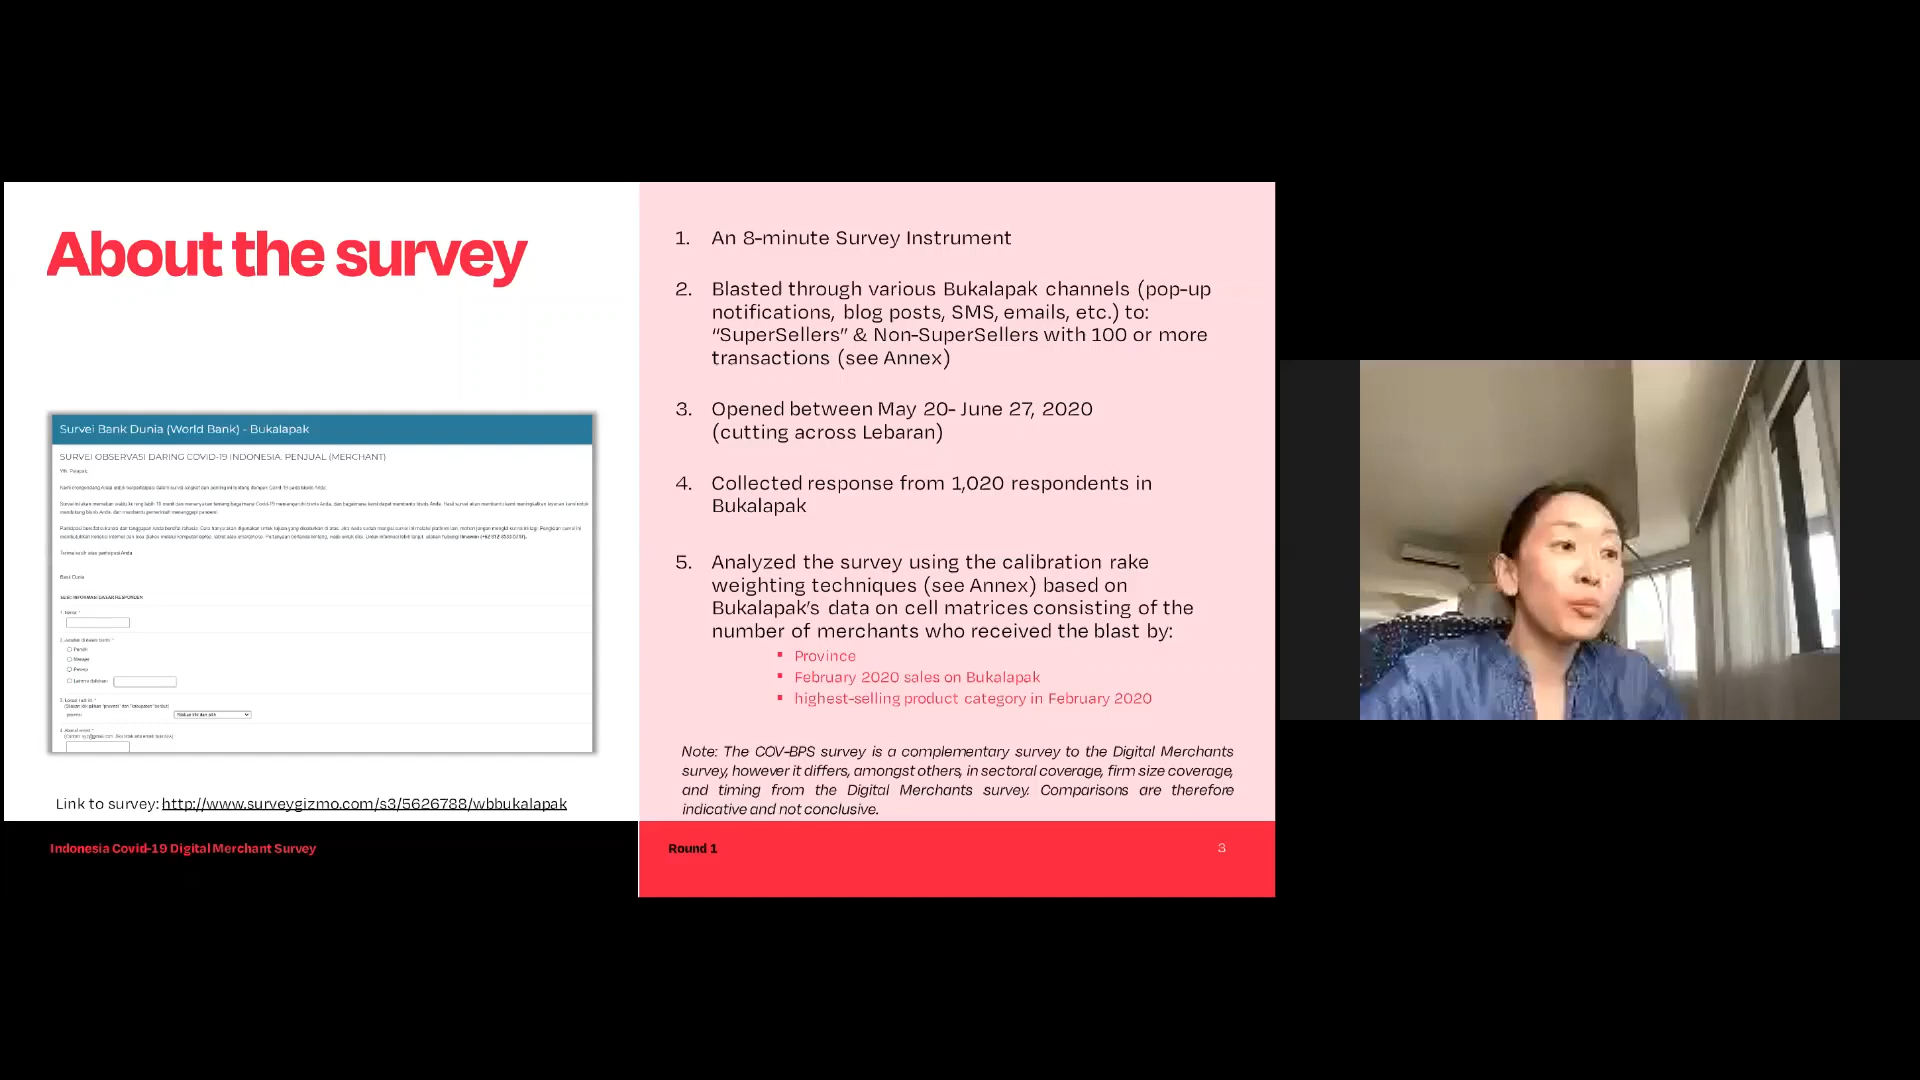 About the survey
Survei Bank Dunia (World Bank) - Bukalapak
SURVEI OBSERVASI DARING COVID-19 INDONESIA: PENJUAL (MERCHANT)
Bank Dunia
1. Nama: *
Pemilik
Manajer
Link to survey: http://www.surveygizmo.com/s3/5626788/wbbukalapak
Indonesia Covid-19 Digital Merchant Survey
1. An 8-minute Survey Instrument
2. Blasted through various Bukalapak channels (pop-up
notifications, blog posts, SMS, emails, etc.) to:
“SuperSellers” & Non-SuperSellers with 100 or more
transactions (see Annex)
3. Opened between May 20- June 27, 2020
(cutting across Lebaran)
4. Collected response from 1,020 respondents in
Bukalapak
5. Analyzed the survey using the calibration rake
weighting techniques (see Annex) based on
Bukalapak’s data on cell matrices consisting of the
number of merchants who received the blast by:
▪ Province
▪ February 2020 sales on Bukalapak
▪ highest-selling product category in February 2020
Note: The COV-BPS survey is a complementary survey to the Digital Merchants
survey, however it differs, amongst others, in sectoral coverage, firm size coverage,
and timing from the Digital Merchants survey. Comparisons are therefore
indicative and not conclusive.
Round 1
3